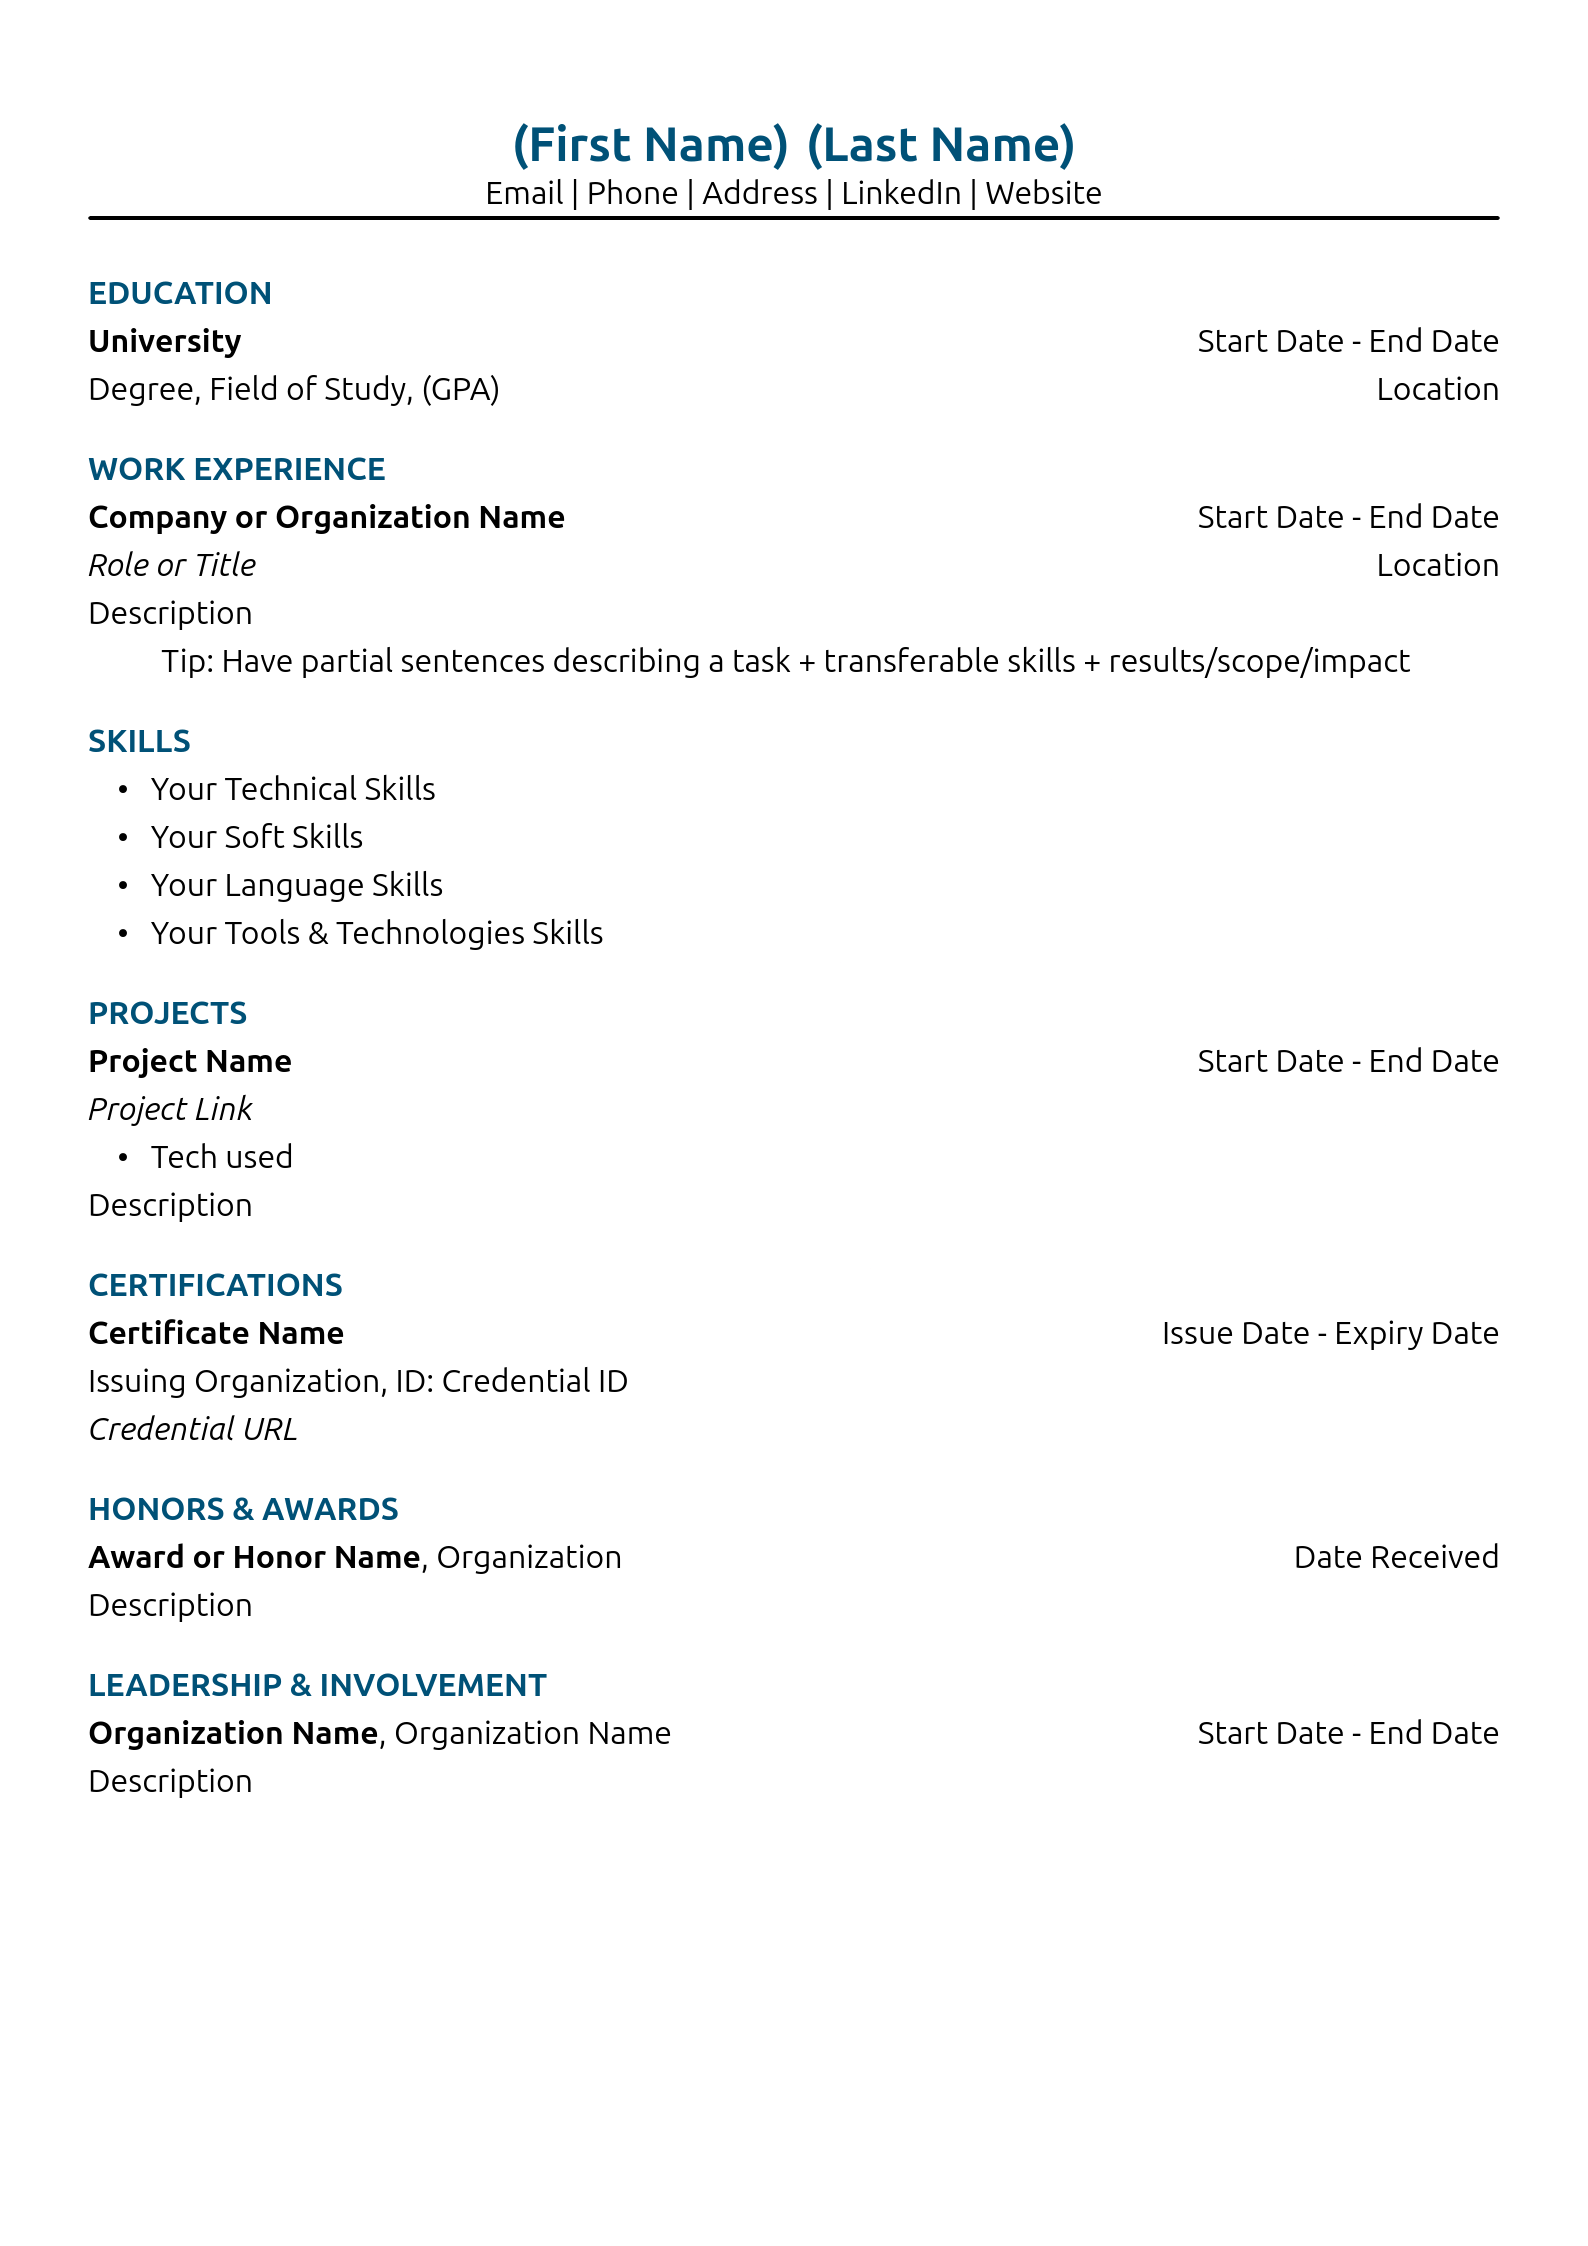 (First Name) (Last Name)
Email | Phone | Address | LinkedIn | Website
EDUCATION
University Start Date - End Date
Degree, Field of Study, (GPA) Location
WORK EXPERIENCE
Company or Organization Name Start Date - End Date
Role or Title Location
Description
Tip: Have partial sentences describing a task + transferable skills + results/scope/impact
SKILLS
• Your Technical Skills
• Your Soft Skills
• Your Language Skills
• Your Tools & Technologies Skills
PROJECTS
Project Name Start Date - End Date
Project Link
• Tech used
Description
CERTIFICATIONS
Certificate Name Issue Date - Expiry Date
Issuing Organization, ID: Credential ID
Credential URL
HONORS & AWARDS
Award or Honor Name, Organization Date Received
Description
LEADERSHIP & INVOLVEMENT
Organization Name, Organization Name Start Date - End Date
Description